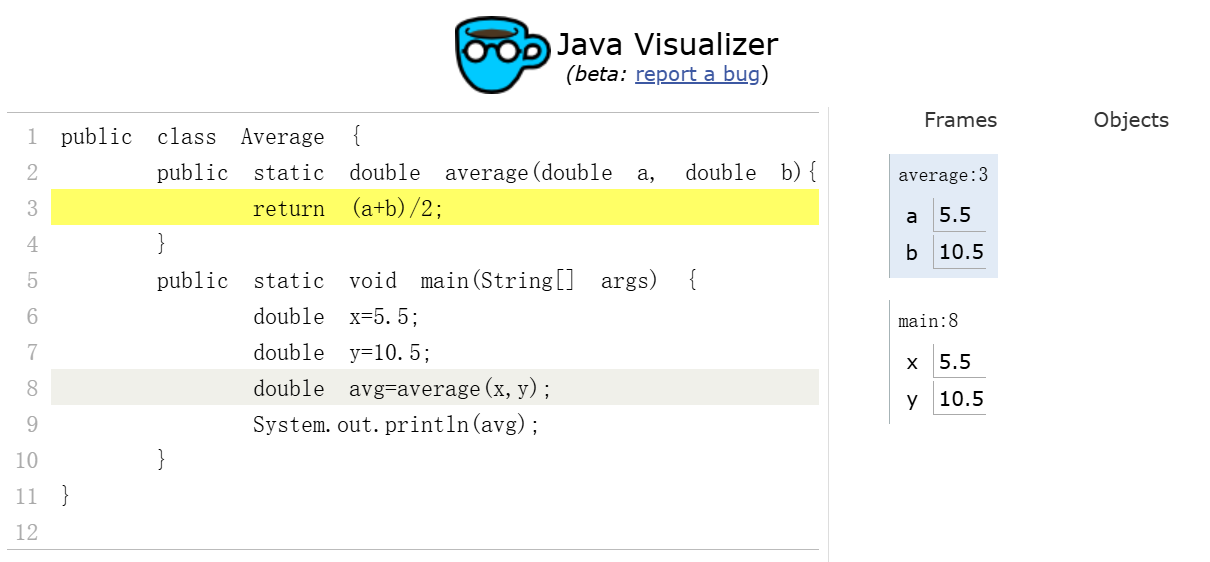 Java Visualizer
(beta: report a bug)
Frames Objects
1 public class Average {
2 public static double average(double a, double b){
3 return (a+b)/2;
4 }
5 public static void main(String[] args) {
6 double x=5.5;
7 double y=10.5;
8 double avg=average(x,y);
9 System.out.println(avg);
10 }
11 }
12
average:3
a 5.5
b 10.5
main:8
x 5.5
y 10.5